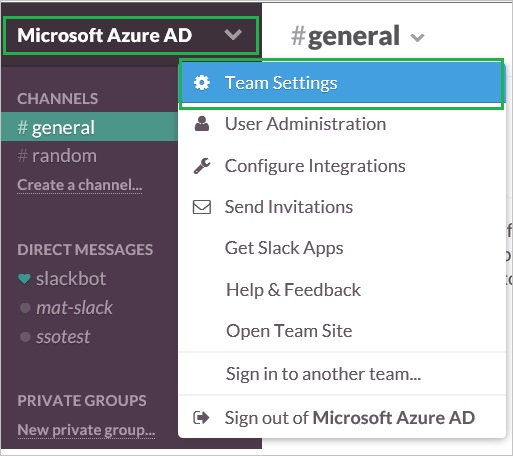 Microsoft Azure AD
#general
CHANNELS
# general
# random
Create a channel...
DIRECT MESSAGES
slackbot
mat-slack
ssotest
PRIVATE GROUPS
New private group...
Team Settings
User Administration
Configure Integrations
Send Invitations
Get Slack Apps
Help & Feedback
Open Team Site
Sign in to another team...
Sign out of Microsoft Azure AD